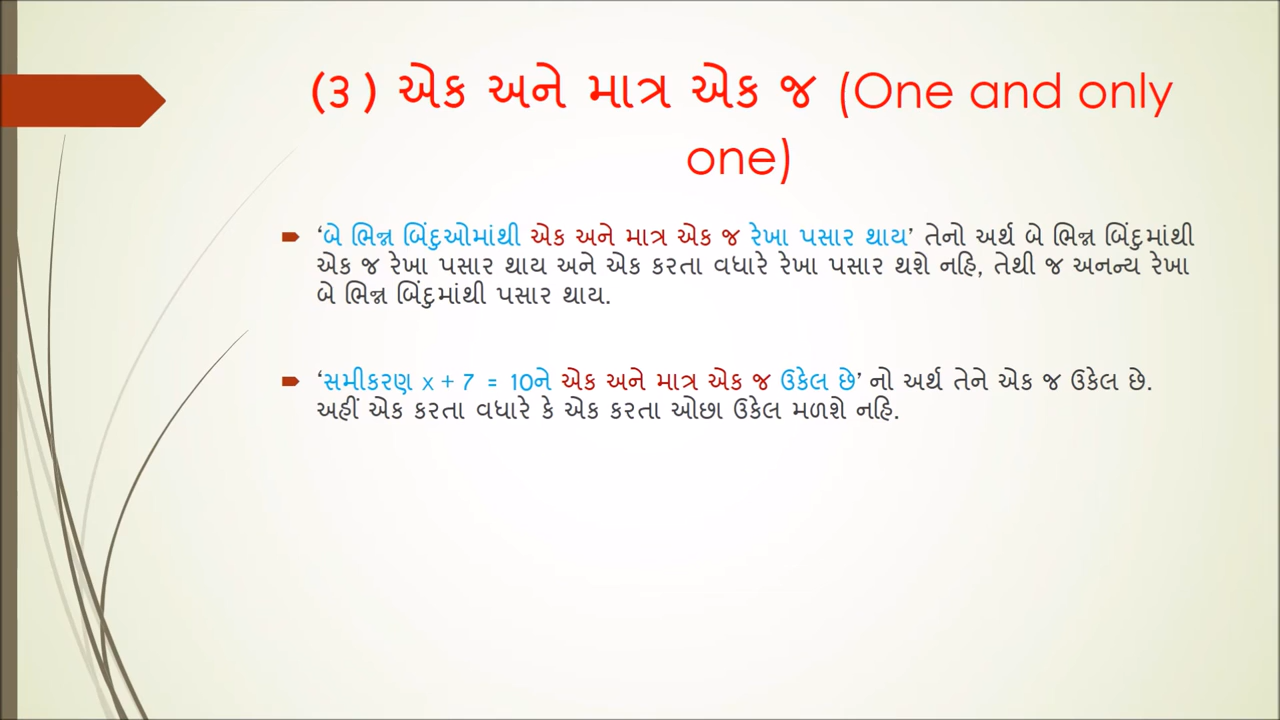 (૩) એક અને માત્ર એક જ (One and only
one)
‘બે ભિન્ન બિંદુઓમાંથી એક અને માત્ર એક જ રેખા પસાર થાય’ તેનો અર્થ બે ભિન્ન બિંદુમાંથી
એક જ રેખા પસાર થાય અને એક કરતા વધારે રેખા પસાર થશે નહિ, તેથી જ અનન્ય રેખા
બે ભિન્ન બિંદુમાંથી પસાર થાય.
‘સમીકરણ x + 7 = 10ને એક અને માત્ર એક જ ઉકેલ છે’ નો અર્થ તેને એક જ ઉકેલ છે.
અહીં એક કરતા વધારે કે એક કરતા ઓછા ઉકેલ મળશે નહિ.